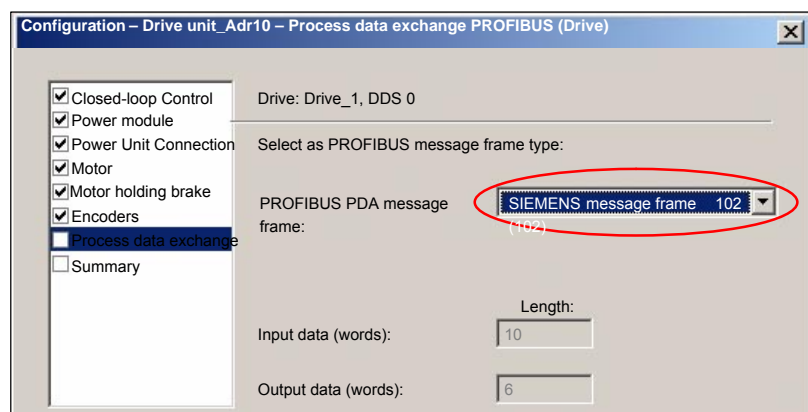 Configuration – Drive unit_Adr10 – Process data exchange PROFIBUS (Drive)
Closed-loop Control
Power module
Power Unit Connection
Motor
Motor holding brake
Encoders
Process data exchange
Summary
Drive: Drive_1, DDS 0
Select as PROFIBUS message frame type:
PROFIBUS PDA message
frame:
SIEMENS message frame 102
(102)
Length:
Input data (words): 10
Output data (words): 6